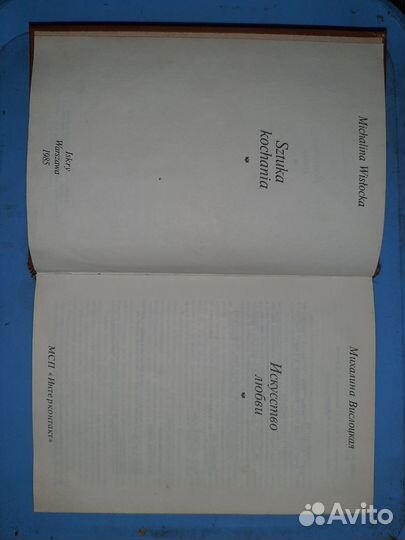 Michalina Wisłocka
Sztuka
kochania
Iskry
Warszawa
1985
Михалина Вислоцкая
Искусство
любви
МСП «Интерконтакт»
Avito